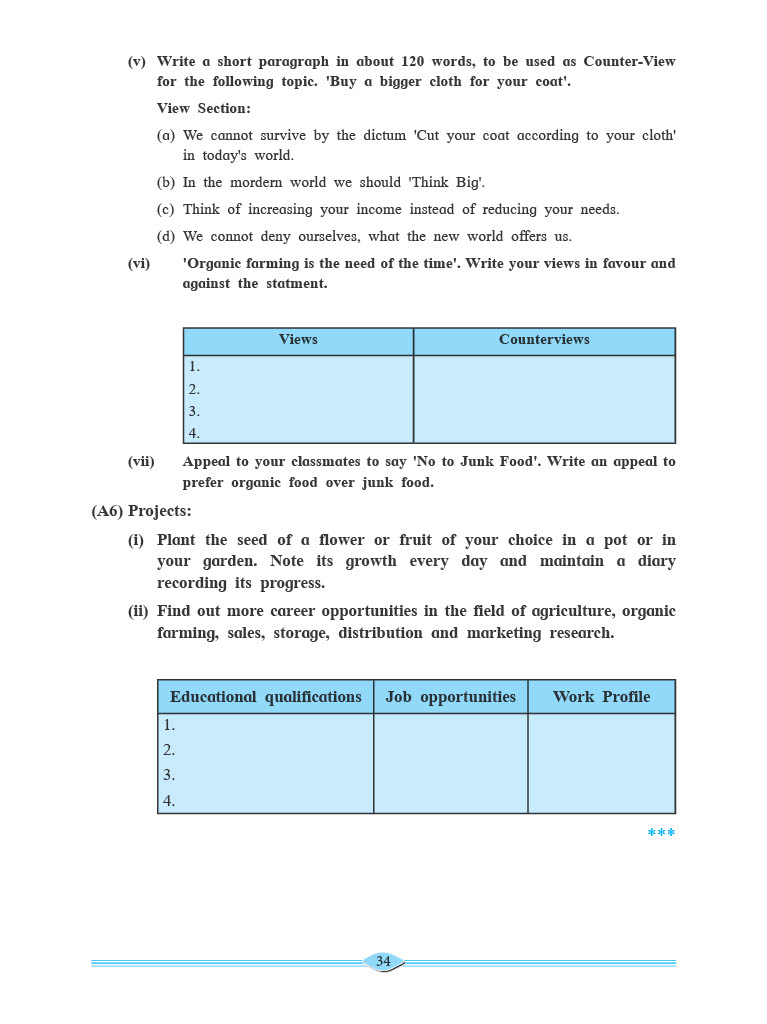 (v) Write a short paragraph in about 120 words, to be used as Counter-View
for the following topic. 'Buy a bigger cloth for your coat'.
View Section:
(a) We cannot survive by the dictum 'Cut your coat according to your cloth'
in today's world.
(b) In the mordern world we should 'Think Big'.
(c) Think of increasing your income instead of reducing your needs.
(d) We connot deny ourselves, what the new world offers us.
(vi) 'Organic farming is the need of the time'. Write your views in favour and
against the statment.
Views Counterviews
1.
2.
3.
4.
(vii) Appeal to your classmates to say 'No to Junk Food'. Write an appeal to
prefer organic food over junk food.
(A6) Projects:
(i) Plant the seed of a flower or fruit of your choice in a pot or in
your garden. Note its growth every day and maintain a diary
recording its progress.
(ii) Find out more career opportunities in the field of agriculture, organic
farming, sales, storage, distribution and marketing research.
Educational qualifications Job opportunities Work Profile
1.
2.
3.
4.
***
34